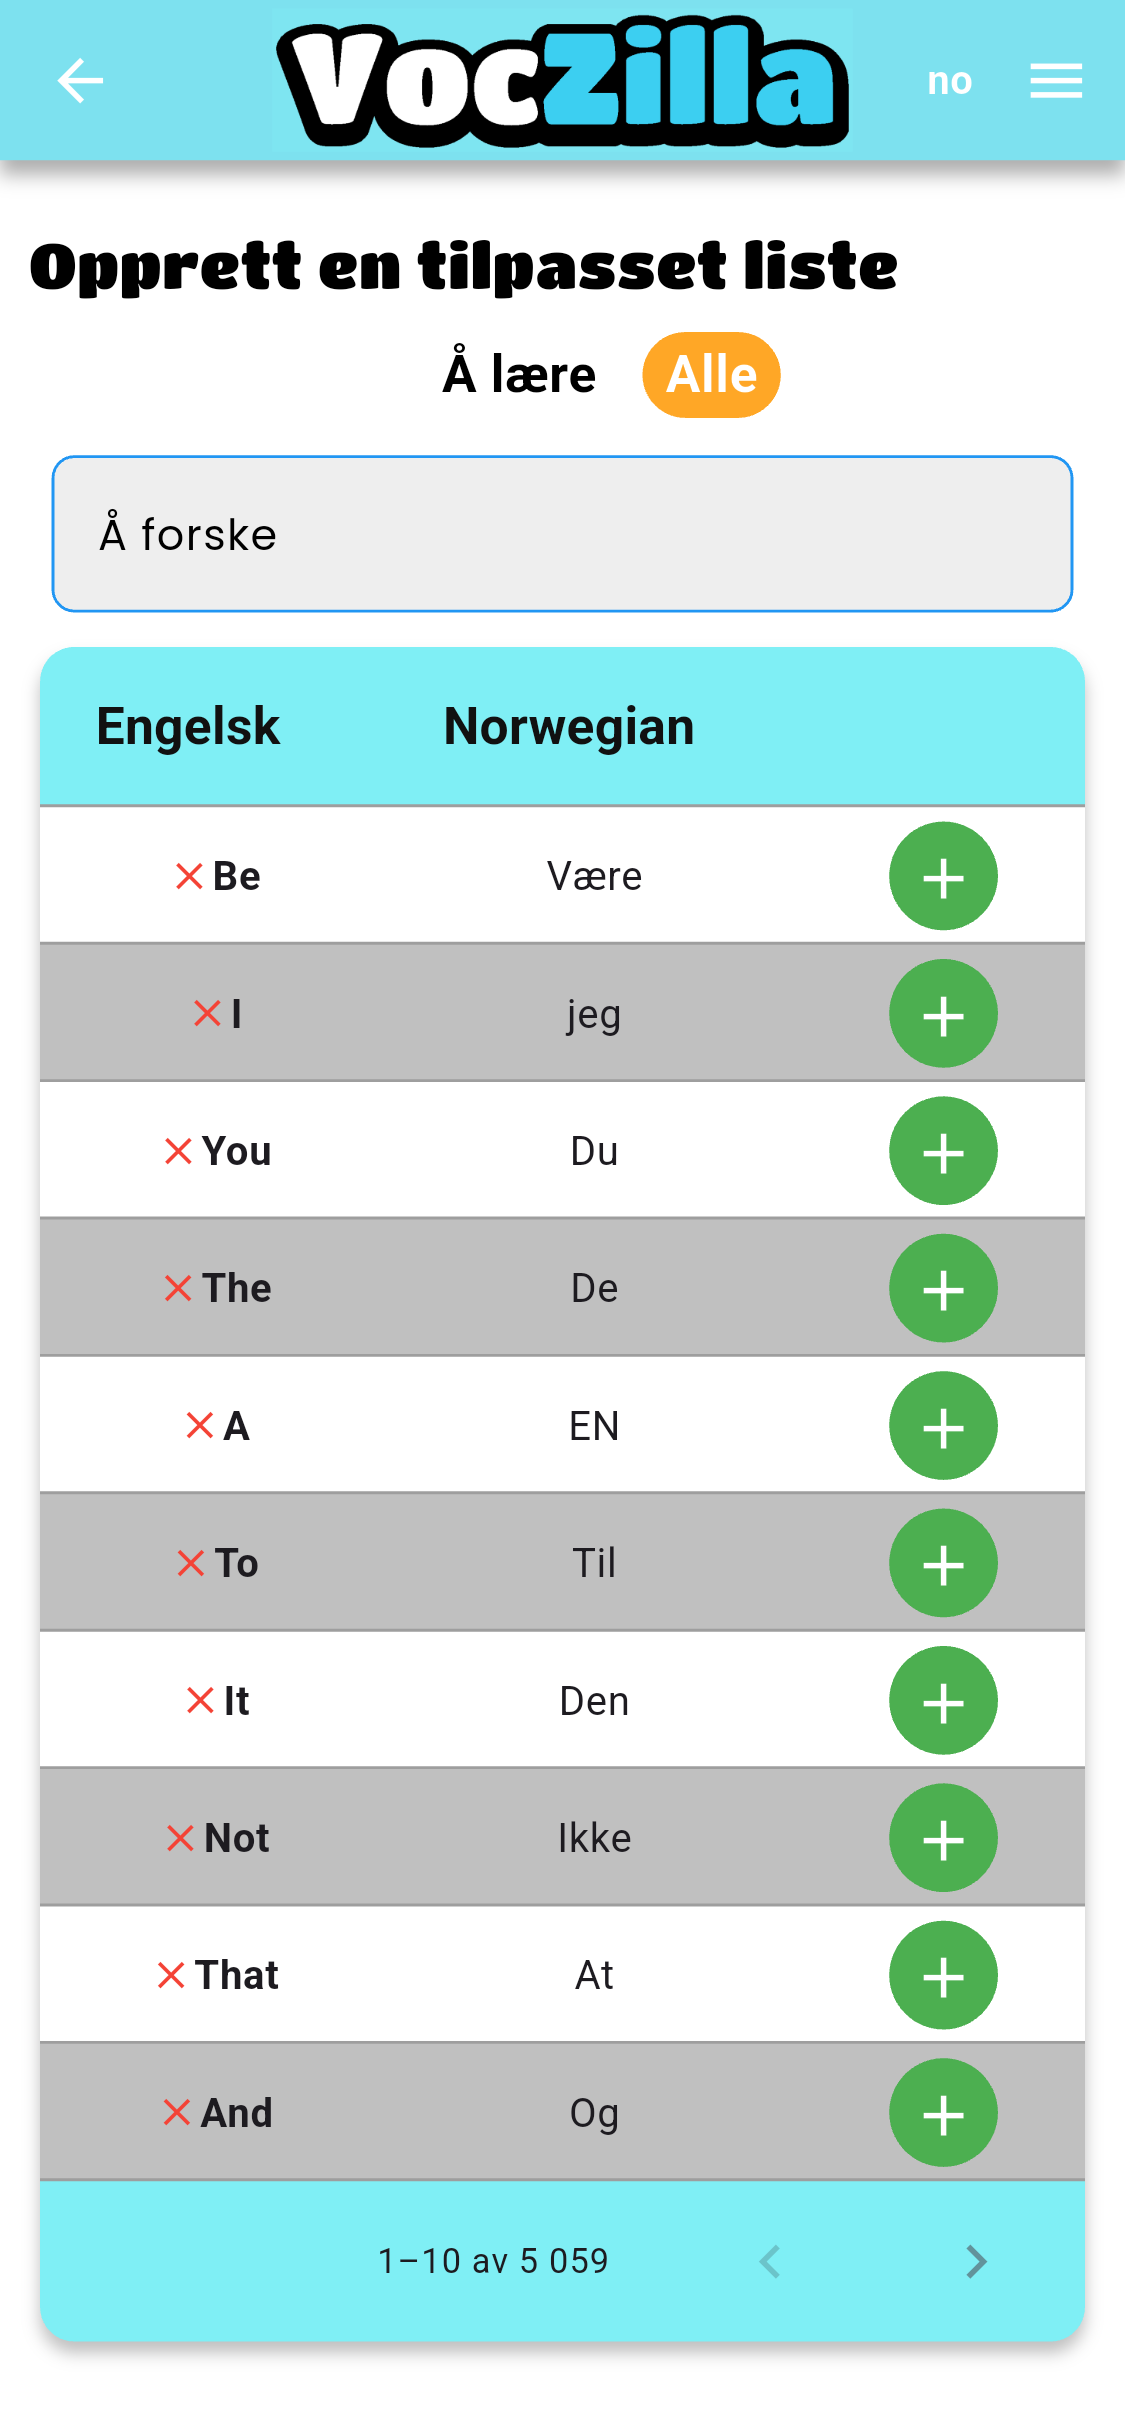 VocZilla
no
Opprett en tilpasset liste
Å lære Alle
Å forske
Engelsk Norwegian
Be Være
I jeg
You Du
The De
A EN
To Til
It Den
Not Ikke
That At
And Og
1–10 av 5 059